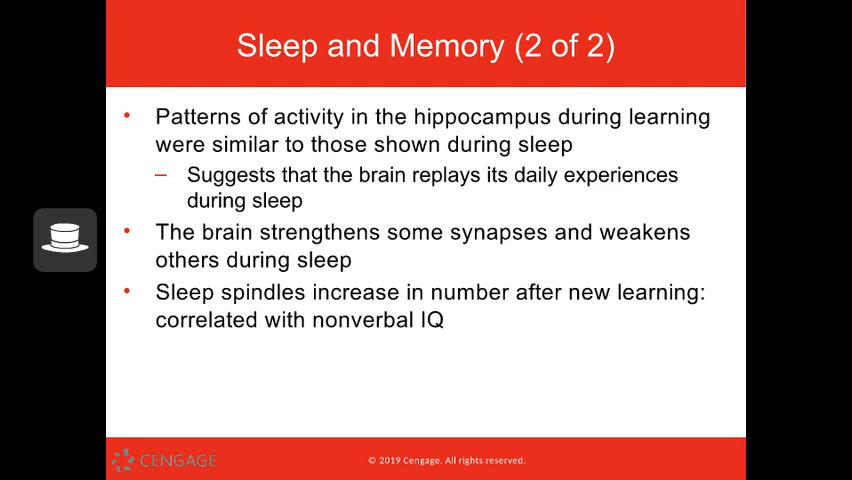 Sleep and Memory (2 of 2)
• Patterns of activity in the hippocampus during learning
were similar to those shown during sleep
– Suggests that the brain replays its daily experiences
during sleep
• The brain strengthens some synapses and weakens
others during sleep
• Sleep spindles increase in number after new learning:
correlated with nonverbal IQ
CENGAGE
© 2019 Cengage. All rights reserved.